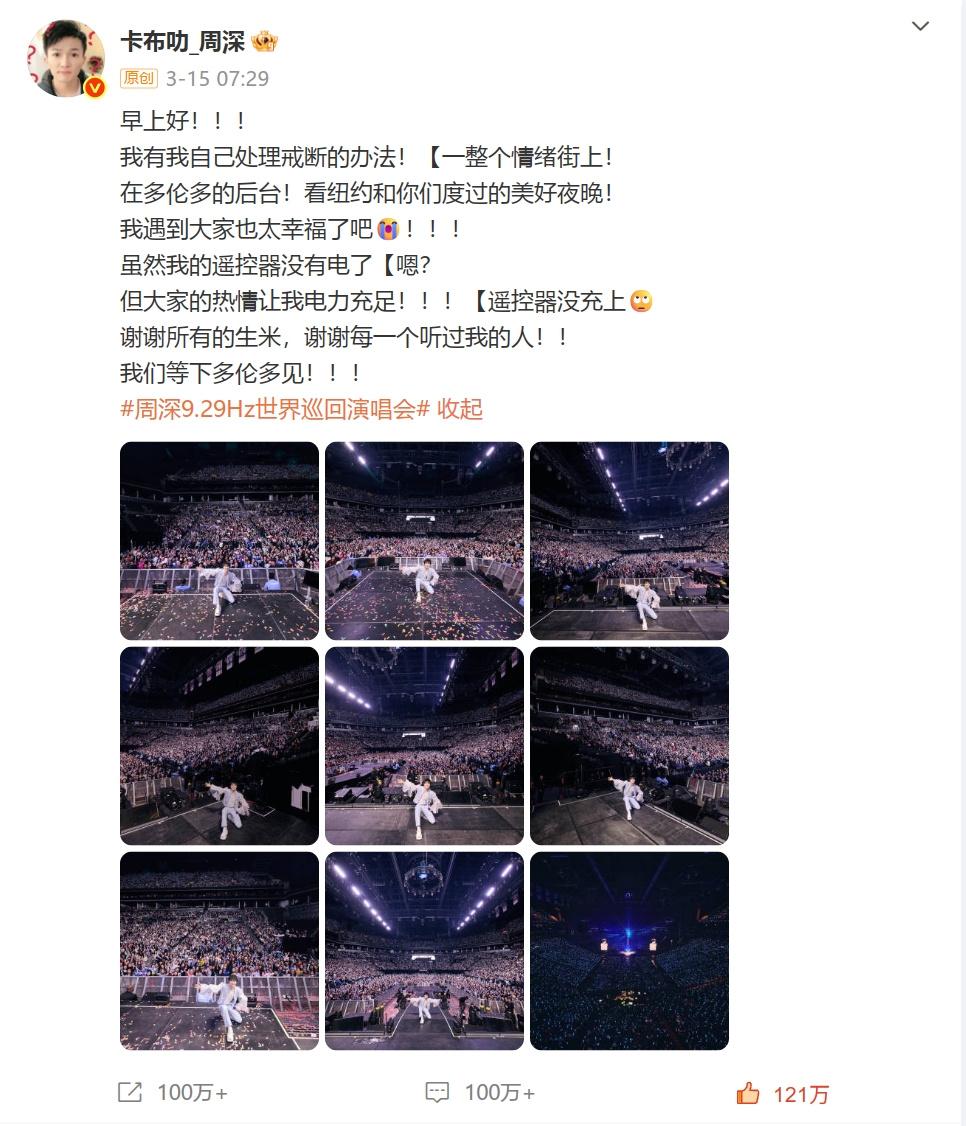 卡布叻_周深
原创 3-15 07:29
早上好！！！
我有我自己处理戒断的办法！【一整个情绪街上！
在多伦多的后台！看纽约和你们度过的美好夜晚！
我遇到大家也太幸福了吧😭！！！
虽然我的遥控器没有电了【嗯？
但大家的热情让我电力充足！！！【遥控器没充上🙄
谢谢所有的生米，谢谢每一个听过我的人！！
我们等下多伦多见！！！
#周深9.29Hz世界巡回演唱会# 收起
100万+ 100万+ 121万